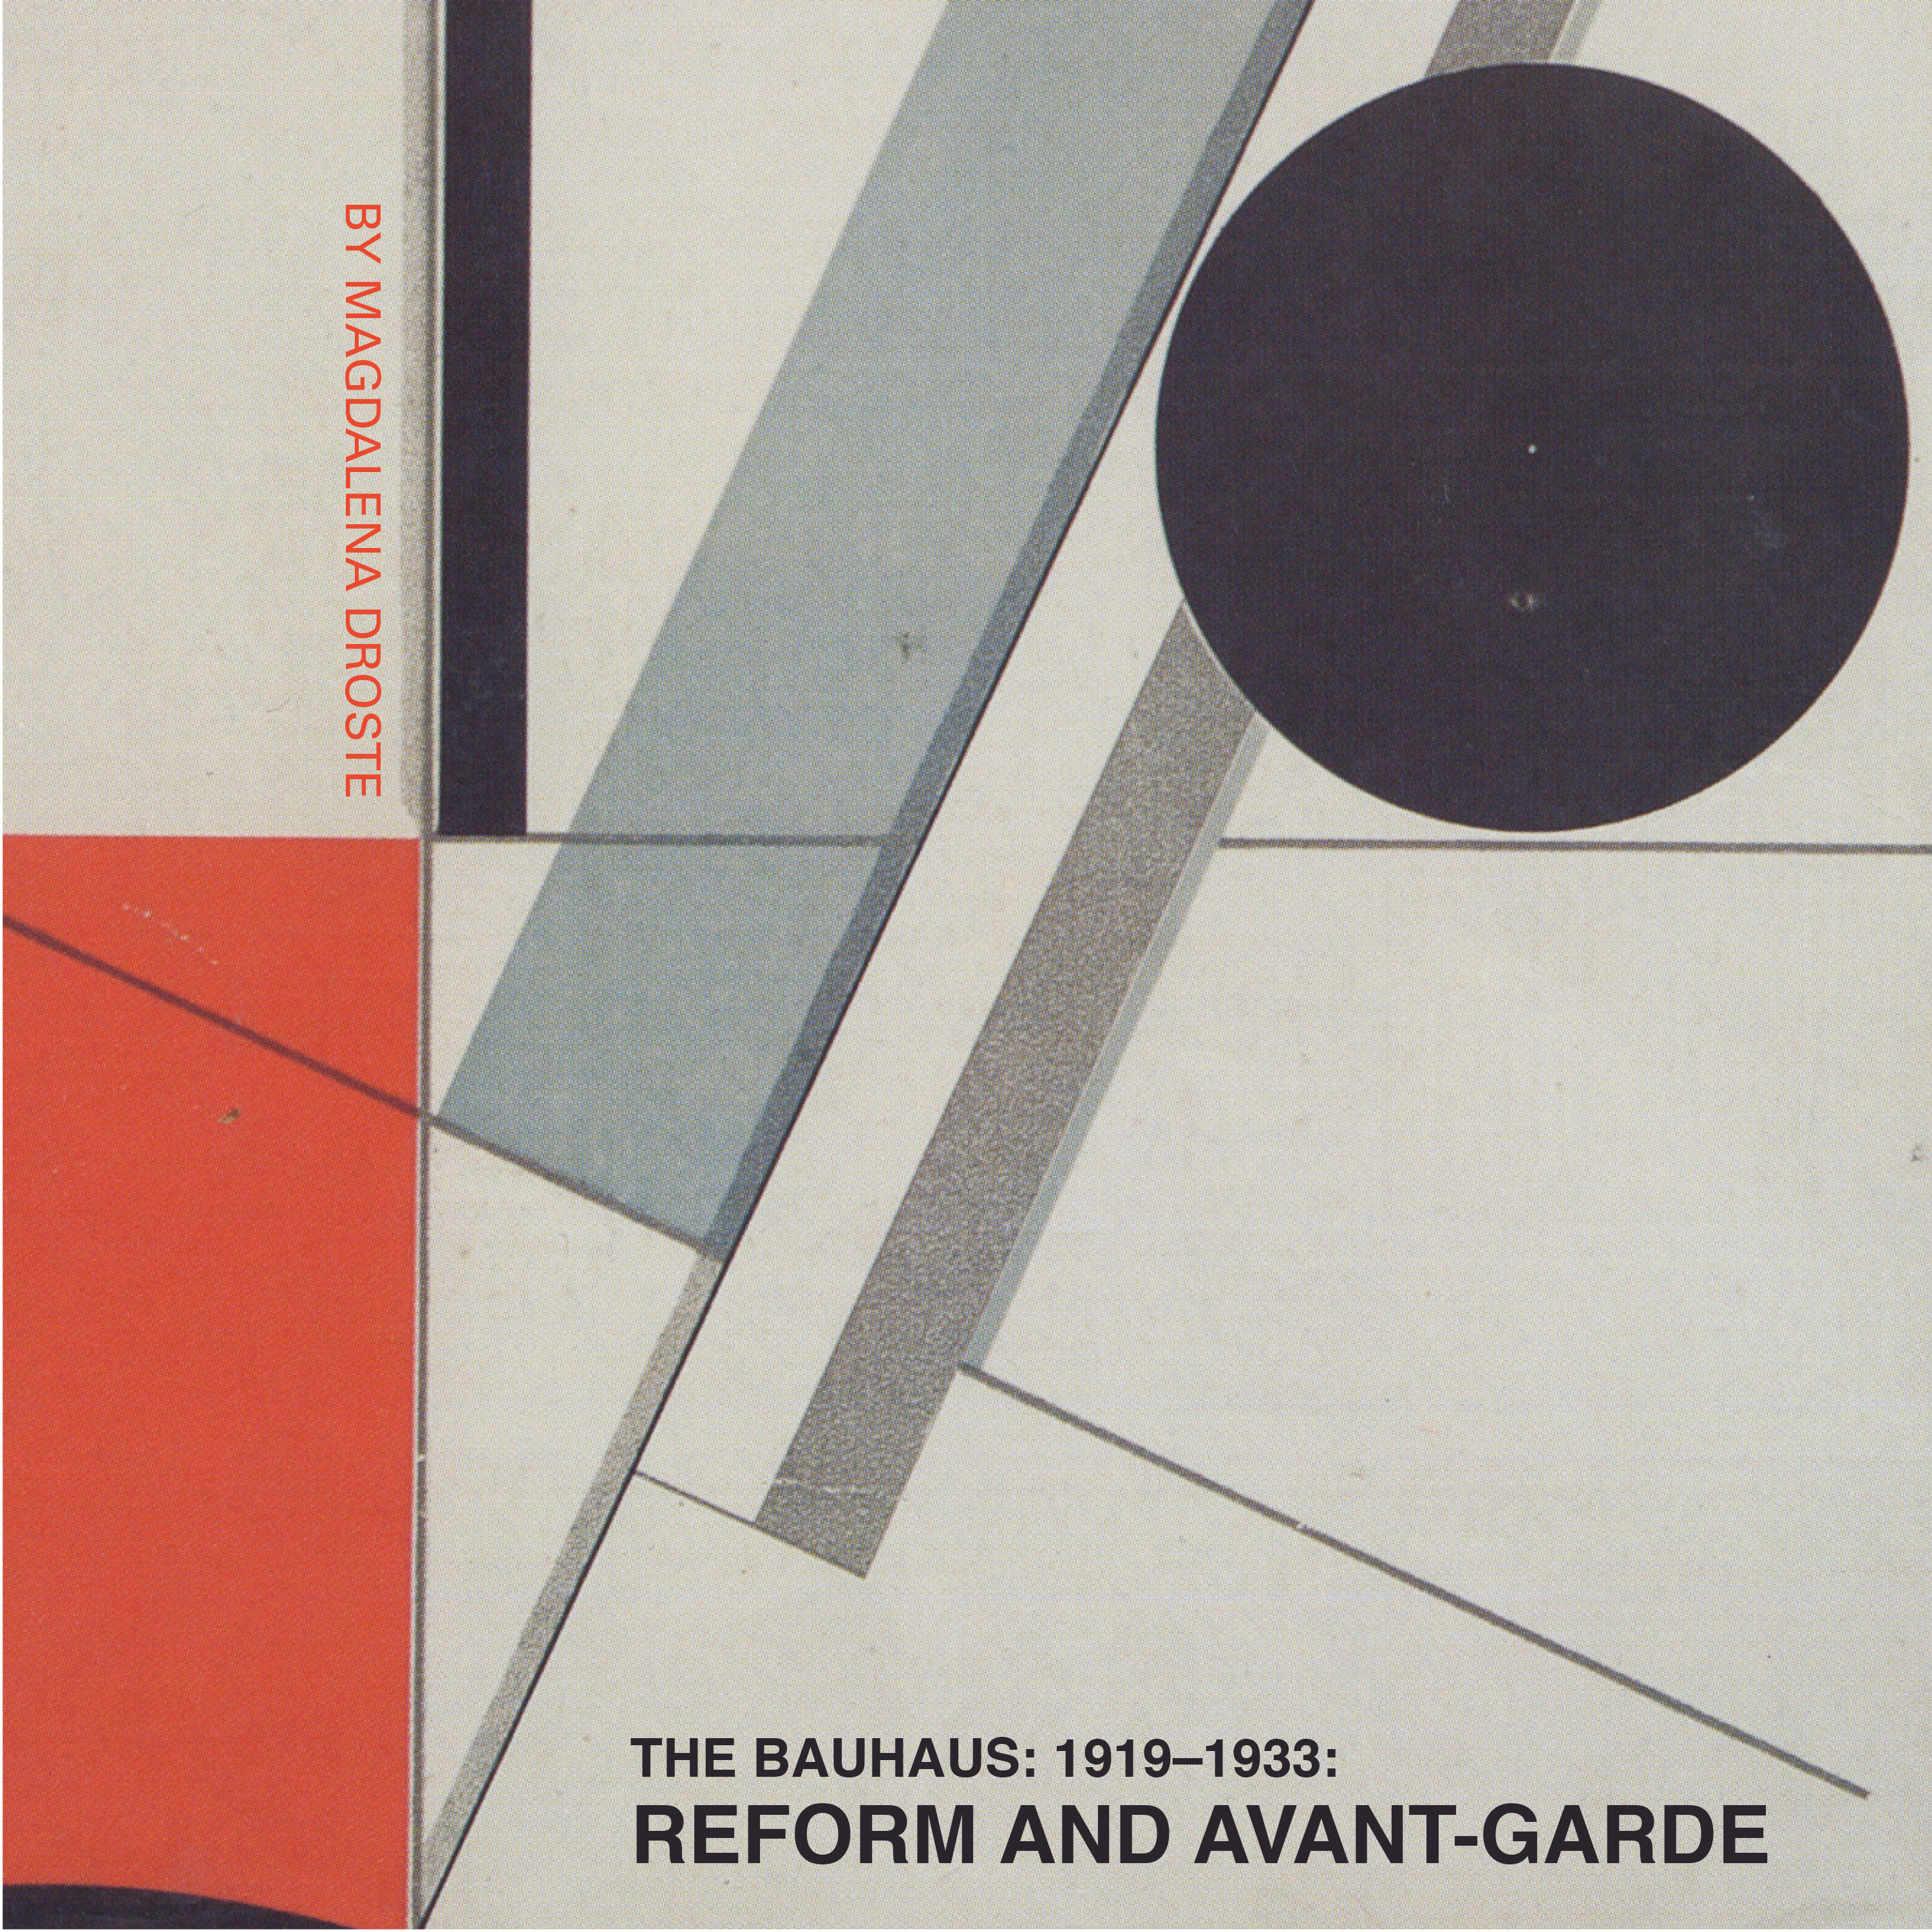 BY MAGDALENA DROSTE
THE BAUHAUS: 1919–1933:
REFORM AND AVANT-GARDE